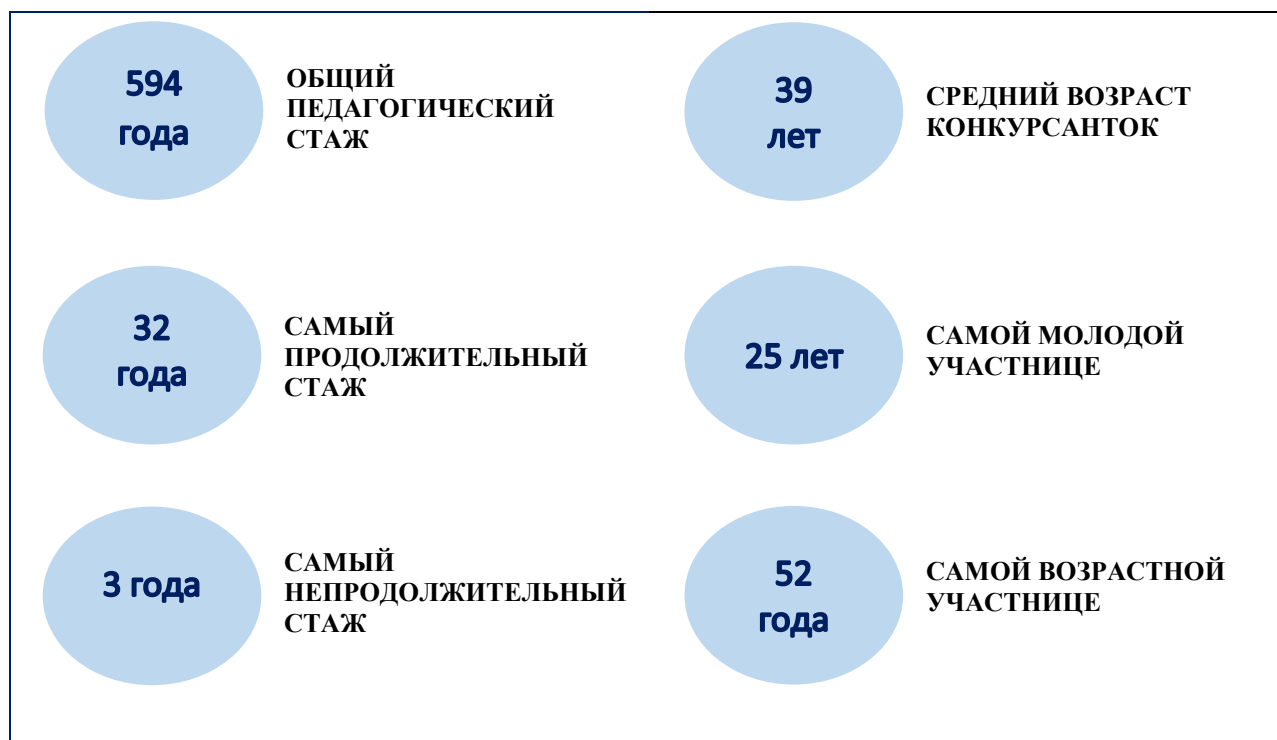 594
года
ОБЩИЙ
ПЕДАГОГИЧЕСКИЙ
СТАЖ
39
лет
СРЕДНИЙ ВОЗРАСТ
КОНКУРСАНТОК
32
года
САМЫЙ
ПРОДОЛЖИТЕЛЬНЫЙ
СТАЖ
25 лет
САМОЙ МОЛОДОЙ
УЧАСТНИЦЕ
3 года
САМЫЙ
НЕПРОДОЛЖИТЕЛЬНЫЙ
СТАЖ
52
года
САМОЙ ВОЗРАСТНОЙ
УЧАСТНИЦЕ